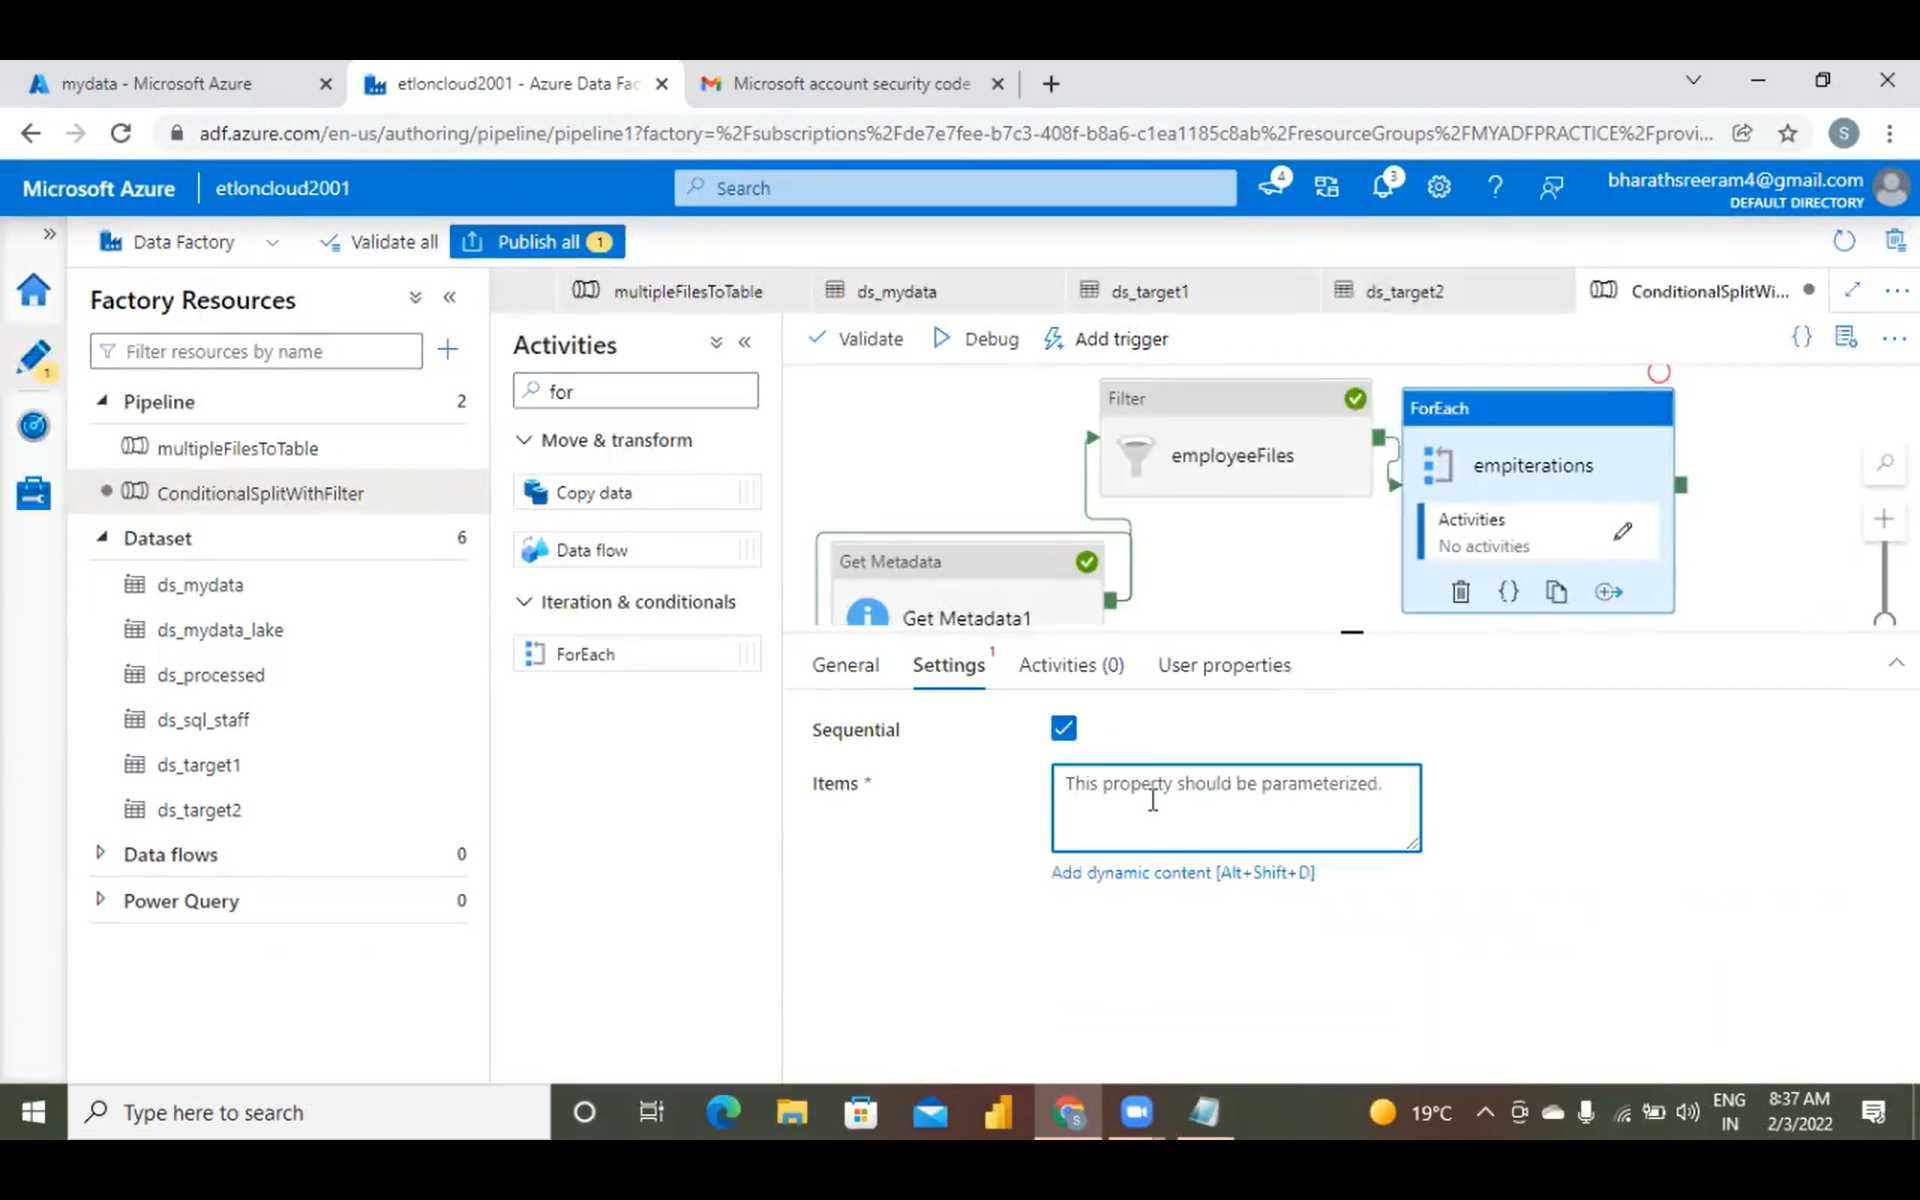 mydata - Microsoft Azure
etloncloud2001 - Azure Data Fac
Microsoft account security code
adf.azure.com/en-us/authoring/pipeline/pipeline1?factory=%2Fsubscriptions%2Fde7e7fee-b7c3-408f-b8a6-c1ea1185c8ab%2FresourceGroups%2FMYADFPRACTICE%2Fprovi...
S
Microsoft Azure
etloncloud2001
Search
4
3
bharathsreeram4@gmail.com
DEFAULT DIRECTORY
Data Factory
Validate all
Publish all 1
Factory Resources
Filter resources by name
1
Pipeline 2
multipleFilesToTable
ConditionalSplitWithFilter
Dataset 6
ds_mydata
ds_mydata_lake
ds_processed
ds_sql_staff
ds_target1
ds_target2
Data flows 0
Power Query 0
multipleFilesToTable
ds_mydata
ds_target1
ds_target2
ConditionalSplitWi...
Activities
for
Move & transform
Copy data
Data flow
Iteration & conditionals
ForEach
Validate
Debug
Add trigger
Filter
employeeFiles
ForEach
empiterations
Activities
No activities
Get Metadata
Get Metadata1
General
Settings 1
Activities (0)
User properties
Sequential
Items *
This property should be parameterized.
Add dynamic content [Alt+Shift+D]
Type here to search
S
19°C
ENG
IN
8:37 AM
2/3/2022